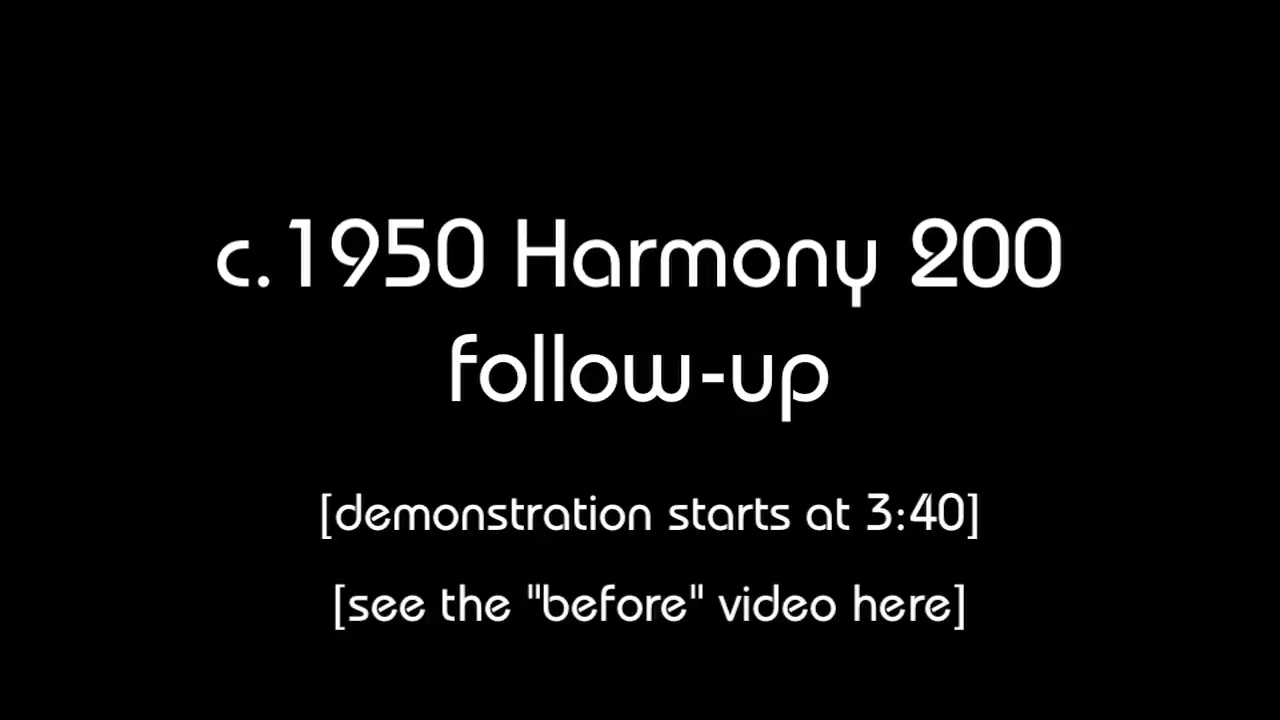 c.1950 Harmony 200
follow-up
[demonstration starts at 3:40]
[see the "before" video here]